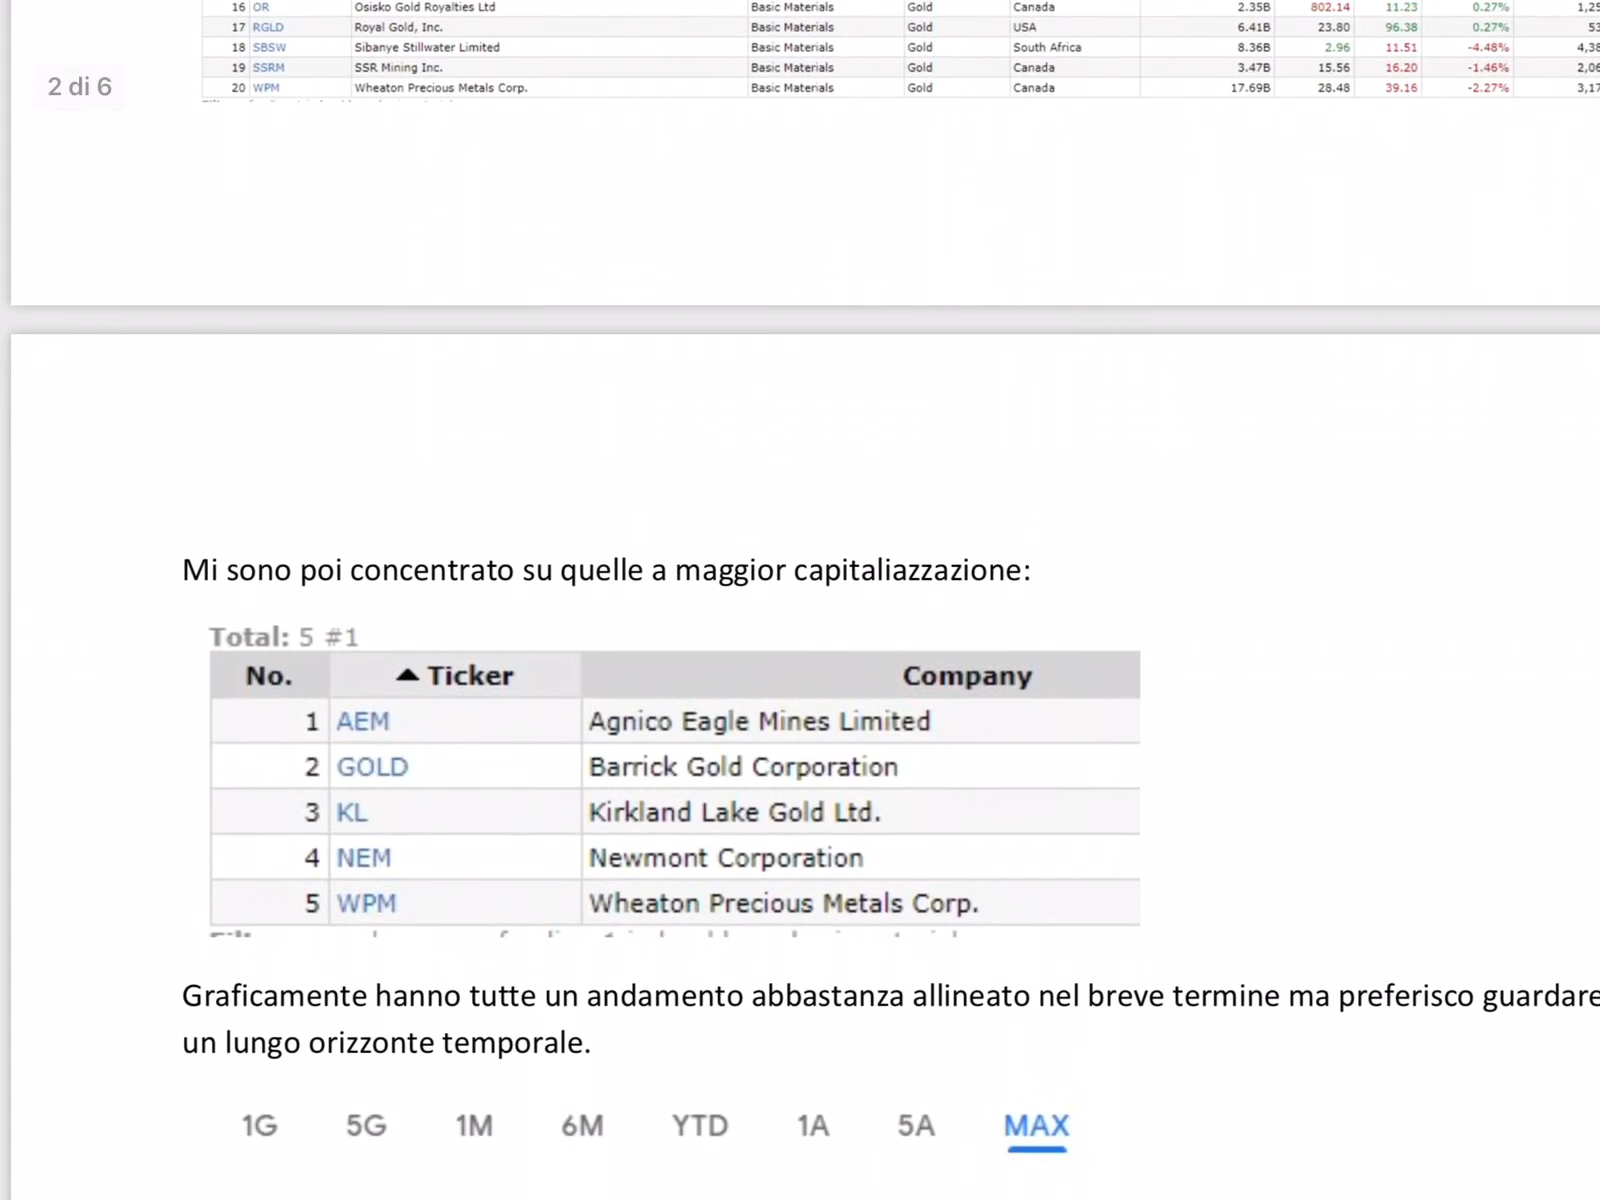 16 OR Osisko Gold Royalties Ltd Basic Materials Gold Canada 2.35B 802.14 11.23 0.27%
17 RGLD Royal Gold, Inc. Basic Materials Gold USA 6.41B 23.80 96.38 0.27%
18 SBSW Sibanye Stillwater Limited Basic Materials Gold South Africa 8.36B 2.96 11.51 -4.48%
19 SSRM SSR Mining Inc. Basic Materials Gold Canada 3.47B 15.56 16.20 -1.46%
20 WPM Wheaton Precious Metals Corp. Basic Materials Gold Canada 17.69B 28.48 39.16 -2.27%
2 di 6
Mi sono poi concentrato su quelle a maggior capitaliazzazione:
Total: 5 #1
No. ▲ Ticker Company
1 AEM Agnico Eagle Mines Limited
2 GOLD Barrick Gold Corporation
3 KL Kirkland Lake Gold Ltd.
4 NEM Newmont Corporation
5 WPM Wheaton Precious Metals Corp.
Graficamente hanno tutte un andamento abbastanza allineato nel breve termine ma preferisco guardare
un lungo orizzonte temporale.
1G 5G 1M 6M YTD 1A 5A MAX